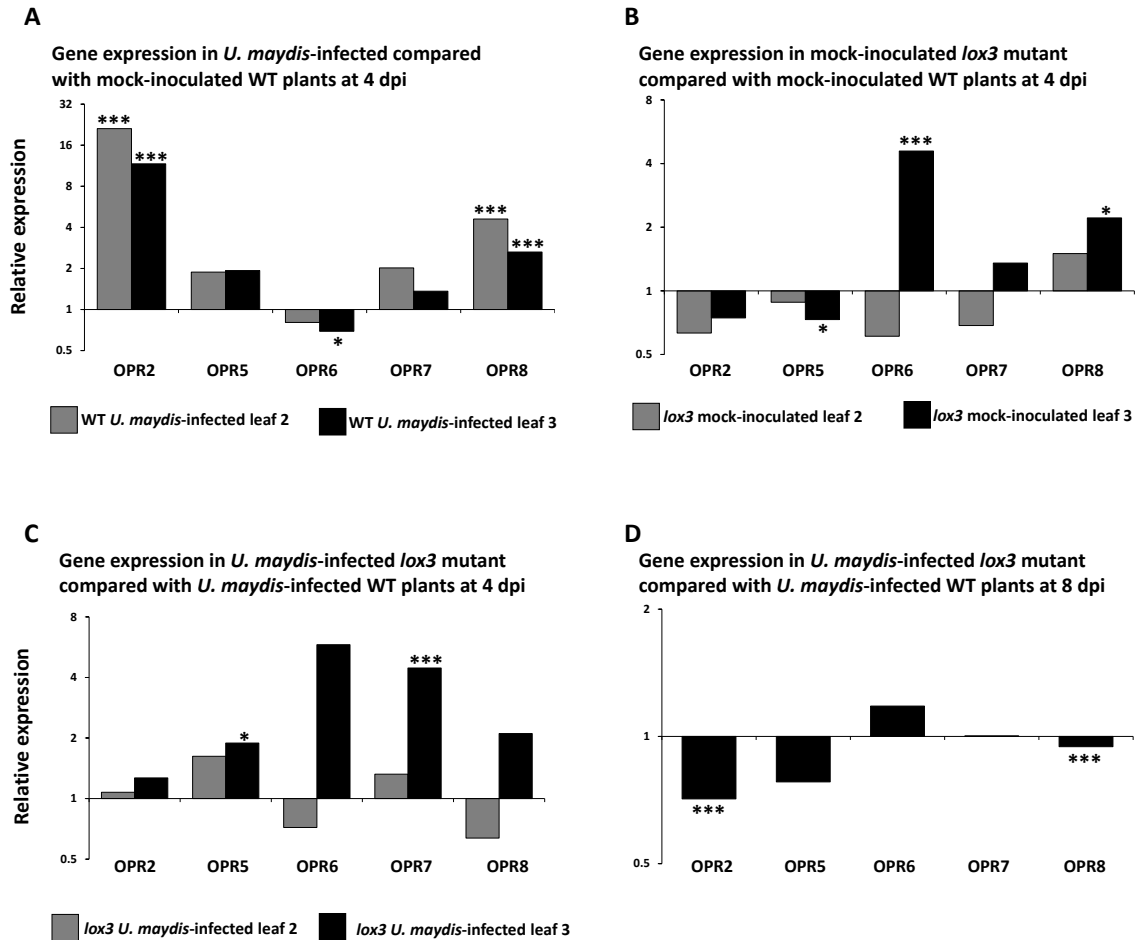 A
Gene expression in U. maydis-infected compared
with mock-inoculated WT plants at 4 dpi
Relative expression
32
16
8
4
2
1
0.5
***
***
*
***
***
OPR2 OPR5 OPR6 OPR7 OPR8
WT U. maydis-infected leaf 2 WT U. maydis-infected leaf 3
B
Gene expression in mock-inoculated lox3 mutant
compared with mock-inoculated WT plants at 4 dpi
8
4
2
1
0.5
***
*
*
OPR2 OPR5 OPR6 OPR7 OPR8
lox3 mock-inoculated leaf 2 lox3 mock-inoculated leaf 3
C
Gene expression in U. maydis-infected lox3 mutant
compared with U. maydis-infected WT plants at 4 dpi
Relative expression
8
4
2
1
0.5
*
***
OPR2 OPR5 OPR6 OPR7 OPR8
lox3 U. maydis-infected leaf 2 lox3 U. maydis-infected leaf 3
D
Gene expression in U. maydis-infected lox3 mutant
compared with U. maydis-infected WT plants at 8 dpi
2
1
0.5
***
***
OPR2 OPR5 OPR6 OPR7 OPR8